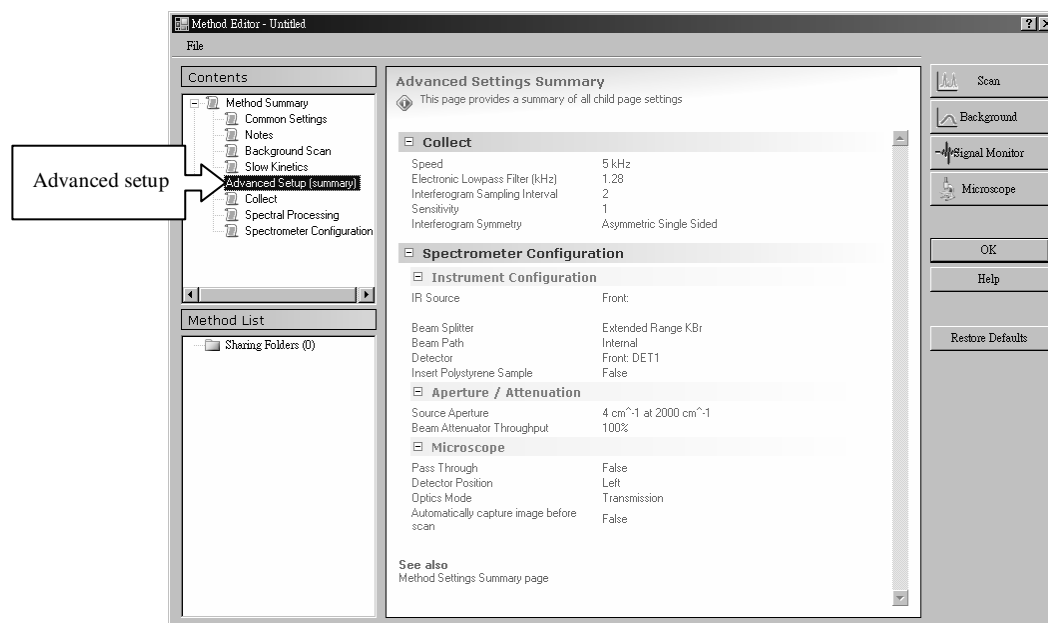 Method Editor - Untitled
File
Contents
Method Summary
Common Settings
Notes
Background Scan
Slow Kinetics
Advanced Setup (summary)
Collect
Spectral Processing
Spectrometer Configuration
Advanced setup
Method List
Sharing Folders (0)
Advanced Settings Summary
This page provides a summary of all child page settings
Collect
Speed 5 kHz
Electronic Lowpass Filter (kHz) 1.28
Interferogram Sampling Interval 2
Sensitivity 1
Interferogram Symmetry Asymmetric Single Sided
Spectrometer Configuration
Instrument Configuration
IR Source Front:
Beam Splitter Extended Range KBr
Beam Path Internal
Detector Front: DET1
Insert Polystyrene Sample False
Aperture / Attenuation
Source Aperture 4 cm^-1 at 2000 cm^-1
Beam Attenuator Throughput 100%
Microscope
Pass Through False
Detector Position Left
Optics Mode Transmission
Automatically capture image before
scan False
See also
Method Settings Summary page
Scan
Background
Signal Monitor
Microscope
OK
Help
Restore Defaults